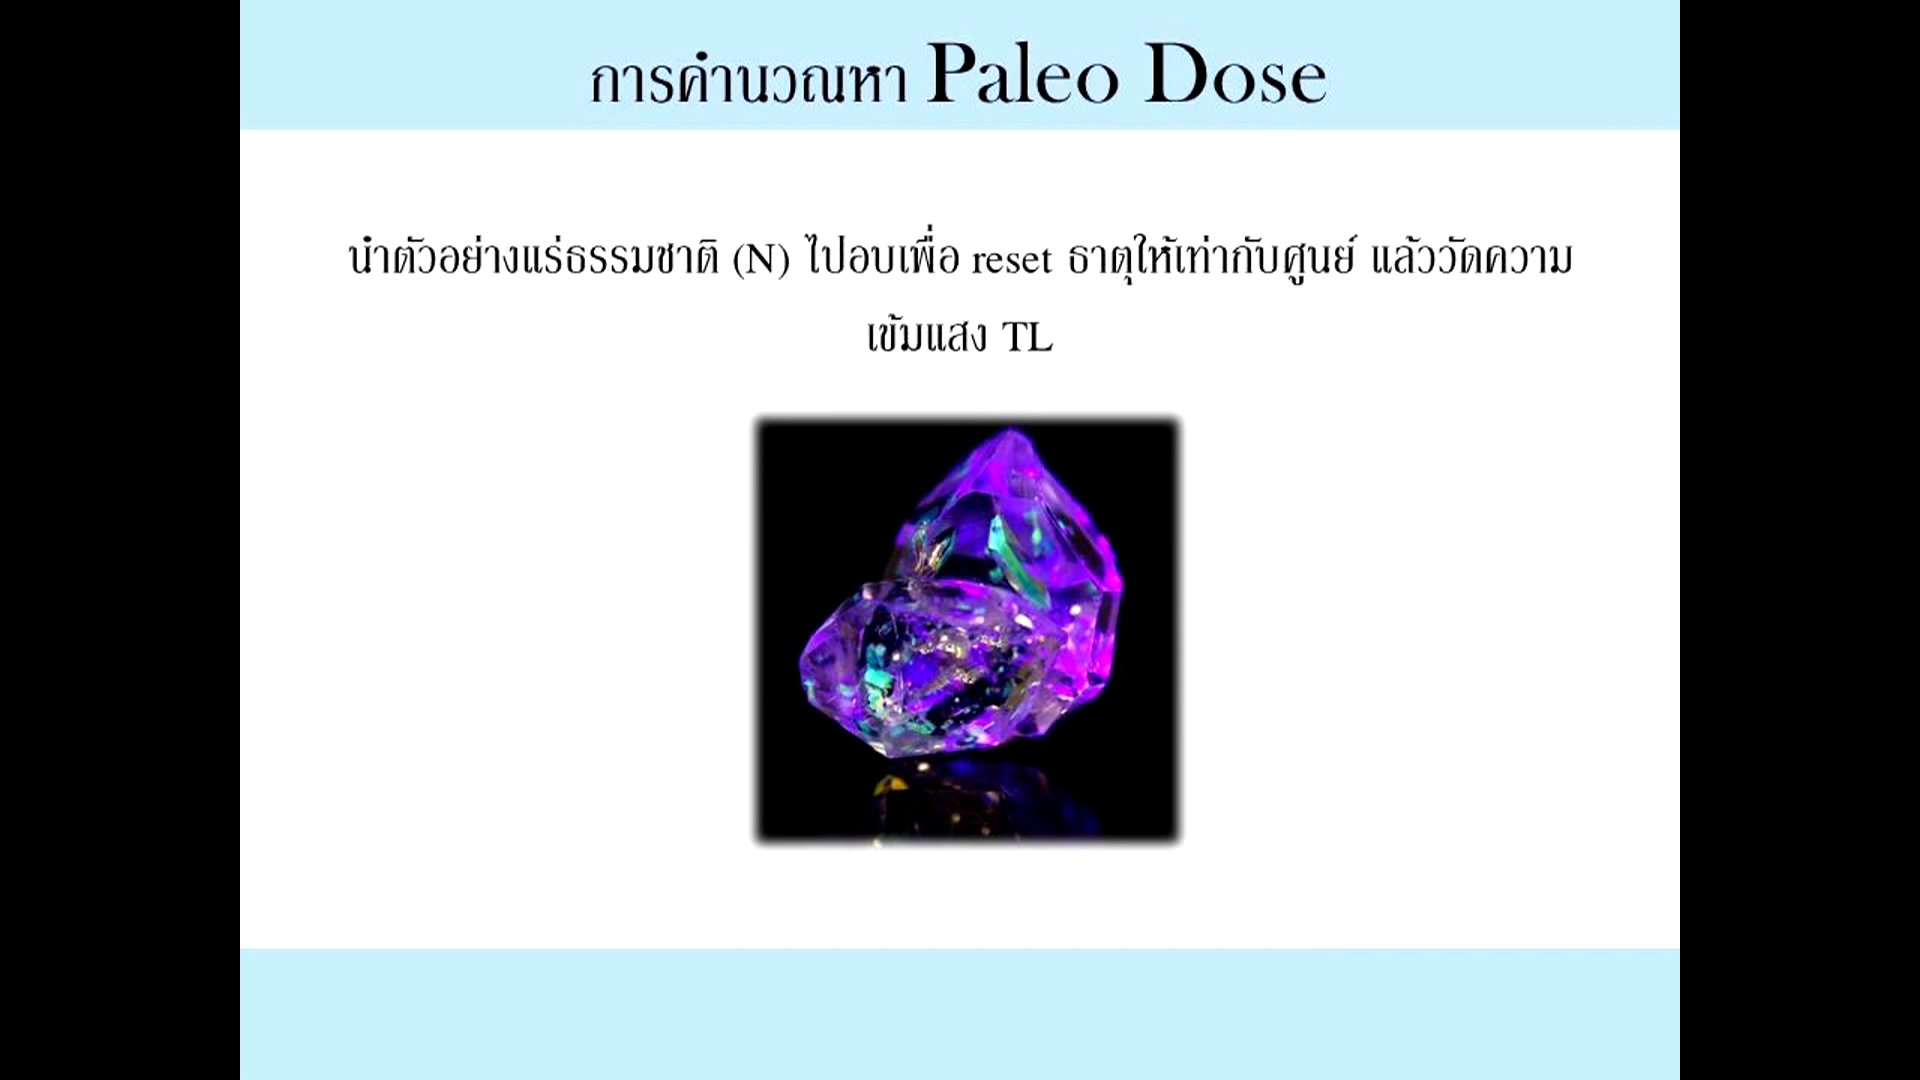 การคำนวณหา Paleo Dose
นำตัวอย่างแร่ธรรมชาติ (N) ไปอบเพื่อ reset ธาตุให้เท่ากับศูนย์ แล้ววัดความ
เข้มแสง TL